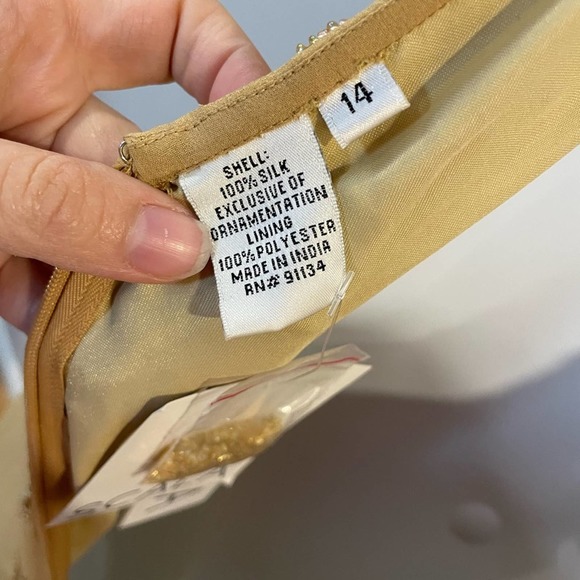 14
SHELL:
100% SILK
EXCLUSIVE OF
ORNAMENTATION
LINING
100% POLYESTER
MADE IN INDIA
RN# 91134